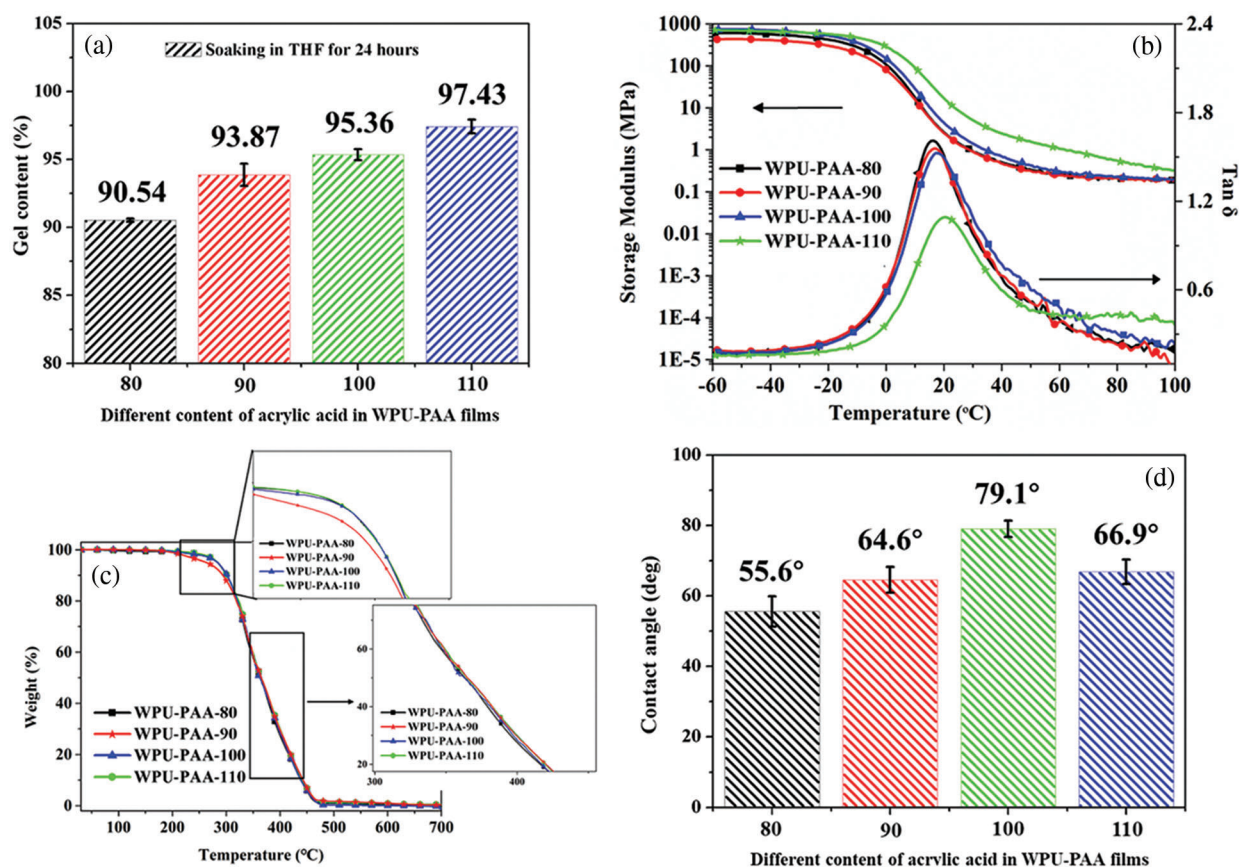 (a)
Soaking in THF for 24 hours
Gel content (%)
105
100
95
90
85
80
90.54
93.87
95.36
97.43
80
90
100
110
Different content of acrylic acid in WPU-PAA films
(b)
Storage Modulus (MPa)
1000
100
10
1
0.1
0.01
1E-3
1E-4
1E-5
WPU-PAA-80
WPU-PAA-90
WPU-PAA-100
WPU-PAA-110
2.4
1.8
1.2
0.6
Tan δ
-60
-40
-20
0
20
40
60
80
100
Temperature (°C)
(c)
Weight (%)
100
80
60
40
20
0
WPU-PAA-80
WPU-PAA-90
WPU-PAA-100
WPU-PAA-110
WPU-PAA-80
WPU-PAA-90
WPU-PAA-100
WPU-PAA-110
60
40
20
WPU-PAA-80
WPU-PAA-90
WPU-PAA-100
WPU-PAA-110
300
400
100
200
300
400
500
600
700
Temperature (°C)
(d)
Contact angle (deg)
100
80
60
40
20
0
55.6°
64.6°
79.1°
66.9°
80
90
100
110
Different content of acrylic acid in WPU-PAA films